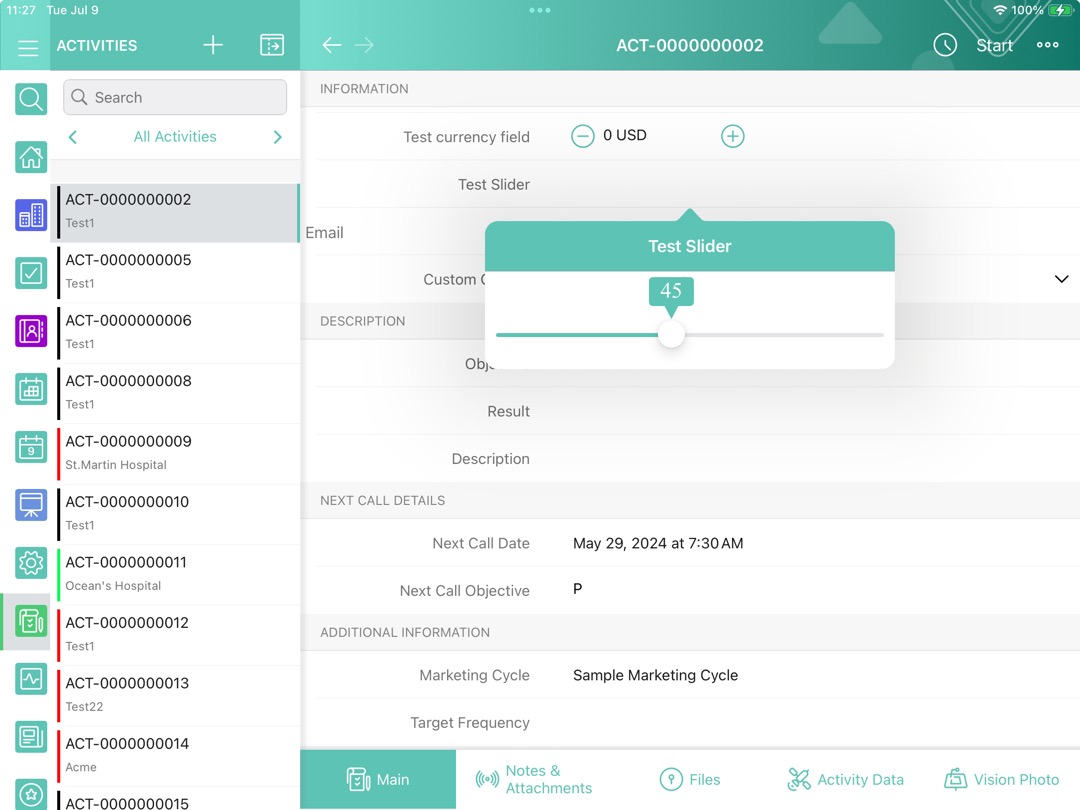 11:27 Tue Jul 9
100%
ACTIVITIES
ACT-0000000002
Start
Search
All Activities
ACT-0000000002
Test1
ACT-0000000005
Test1
ACT-0000000006
Test1
ACT-0000000008
Test1
9
ACT-0000000009
St.Martin Hospital
ACT-0000000010
Test1
ACT-0000000011
Ocean's Hospital
ACT-0000000012
Test1
ACT-0000000013
Test22
ACT-0000000014
Acme
ACT-0000000015
INFORMATION
Test currency field
0 USD
Test Slider
Email
Custom
Test Slider
45
DESCRIPTION
Obj
Result
Description
NEXT CALL DETAILS
Next Call Date
May 29, 2024 at 7:30 AM
Next Call Objective
P
ADDITIONAL INFORMATION
Marketing Cycle
Sample Marketing Cycle
Target Frequency
Main
Notes &
Attachments
Files
Activity Data
Vision Photo